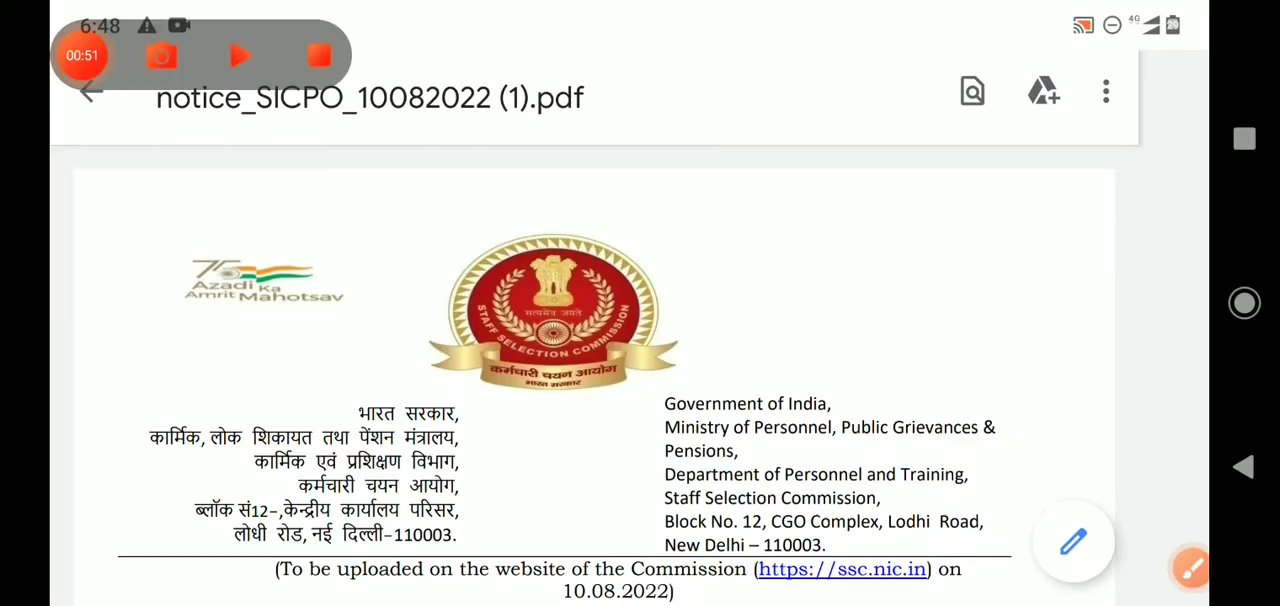 6:48
4G
20
00:51
notice_SICPO_10082022 (1).pdf
75
Azadi Ka
Amrit Mahotsav
सत्यमेव जयते
STAFF SELECTION COMMISSION
कर्मचारी चयन आयोग
भारत सरकार
भारत सरकार,
कार्मिक, लोक शिकायत तथा पेंशन मंत्रालय,
कार्मिक एवं प्रशिक्षण विभाग,
कर्मचारी चयन आयोग,
ब्लॉक सं12-,केन्द्रीय कार्यालय परिसर,
लोधी रोड, नई दिल्ली-110003.
Government of India,
Ministry of Personnel, Public Grievances &
Pensions,
Department of Personnel and Training,
Staff Selection Commission,
Block No. 12, CGO Complex, Lodhi Road,
New Delhi – 110003.
(To be uploaded on the website of the Commission (https://ssc.nic.in) on
10.08.2022)